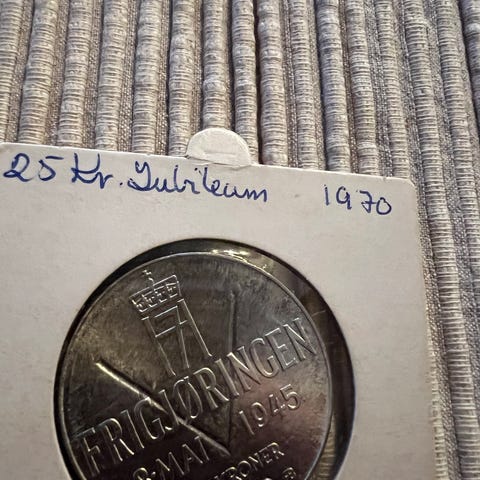 25 Kr. Jubileum 1970
FRIGJØRINGEN
8. MAI 1945
KRONER